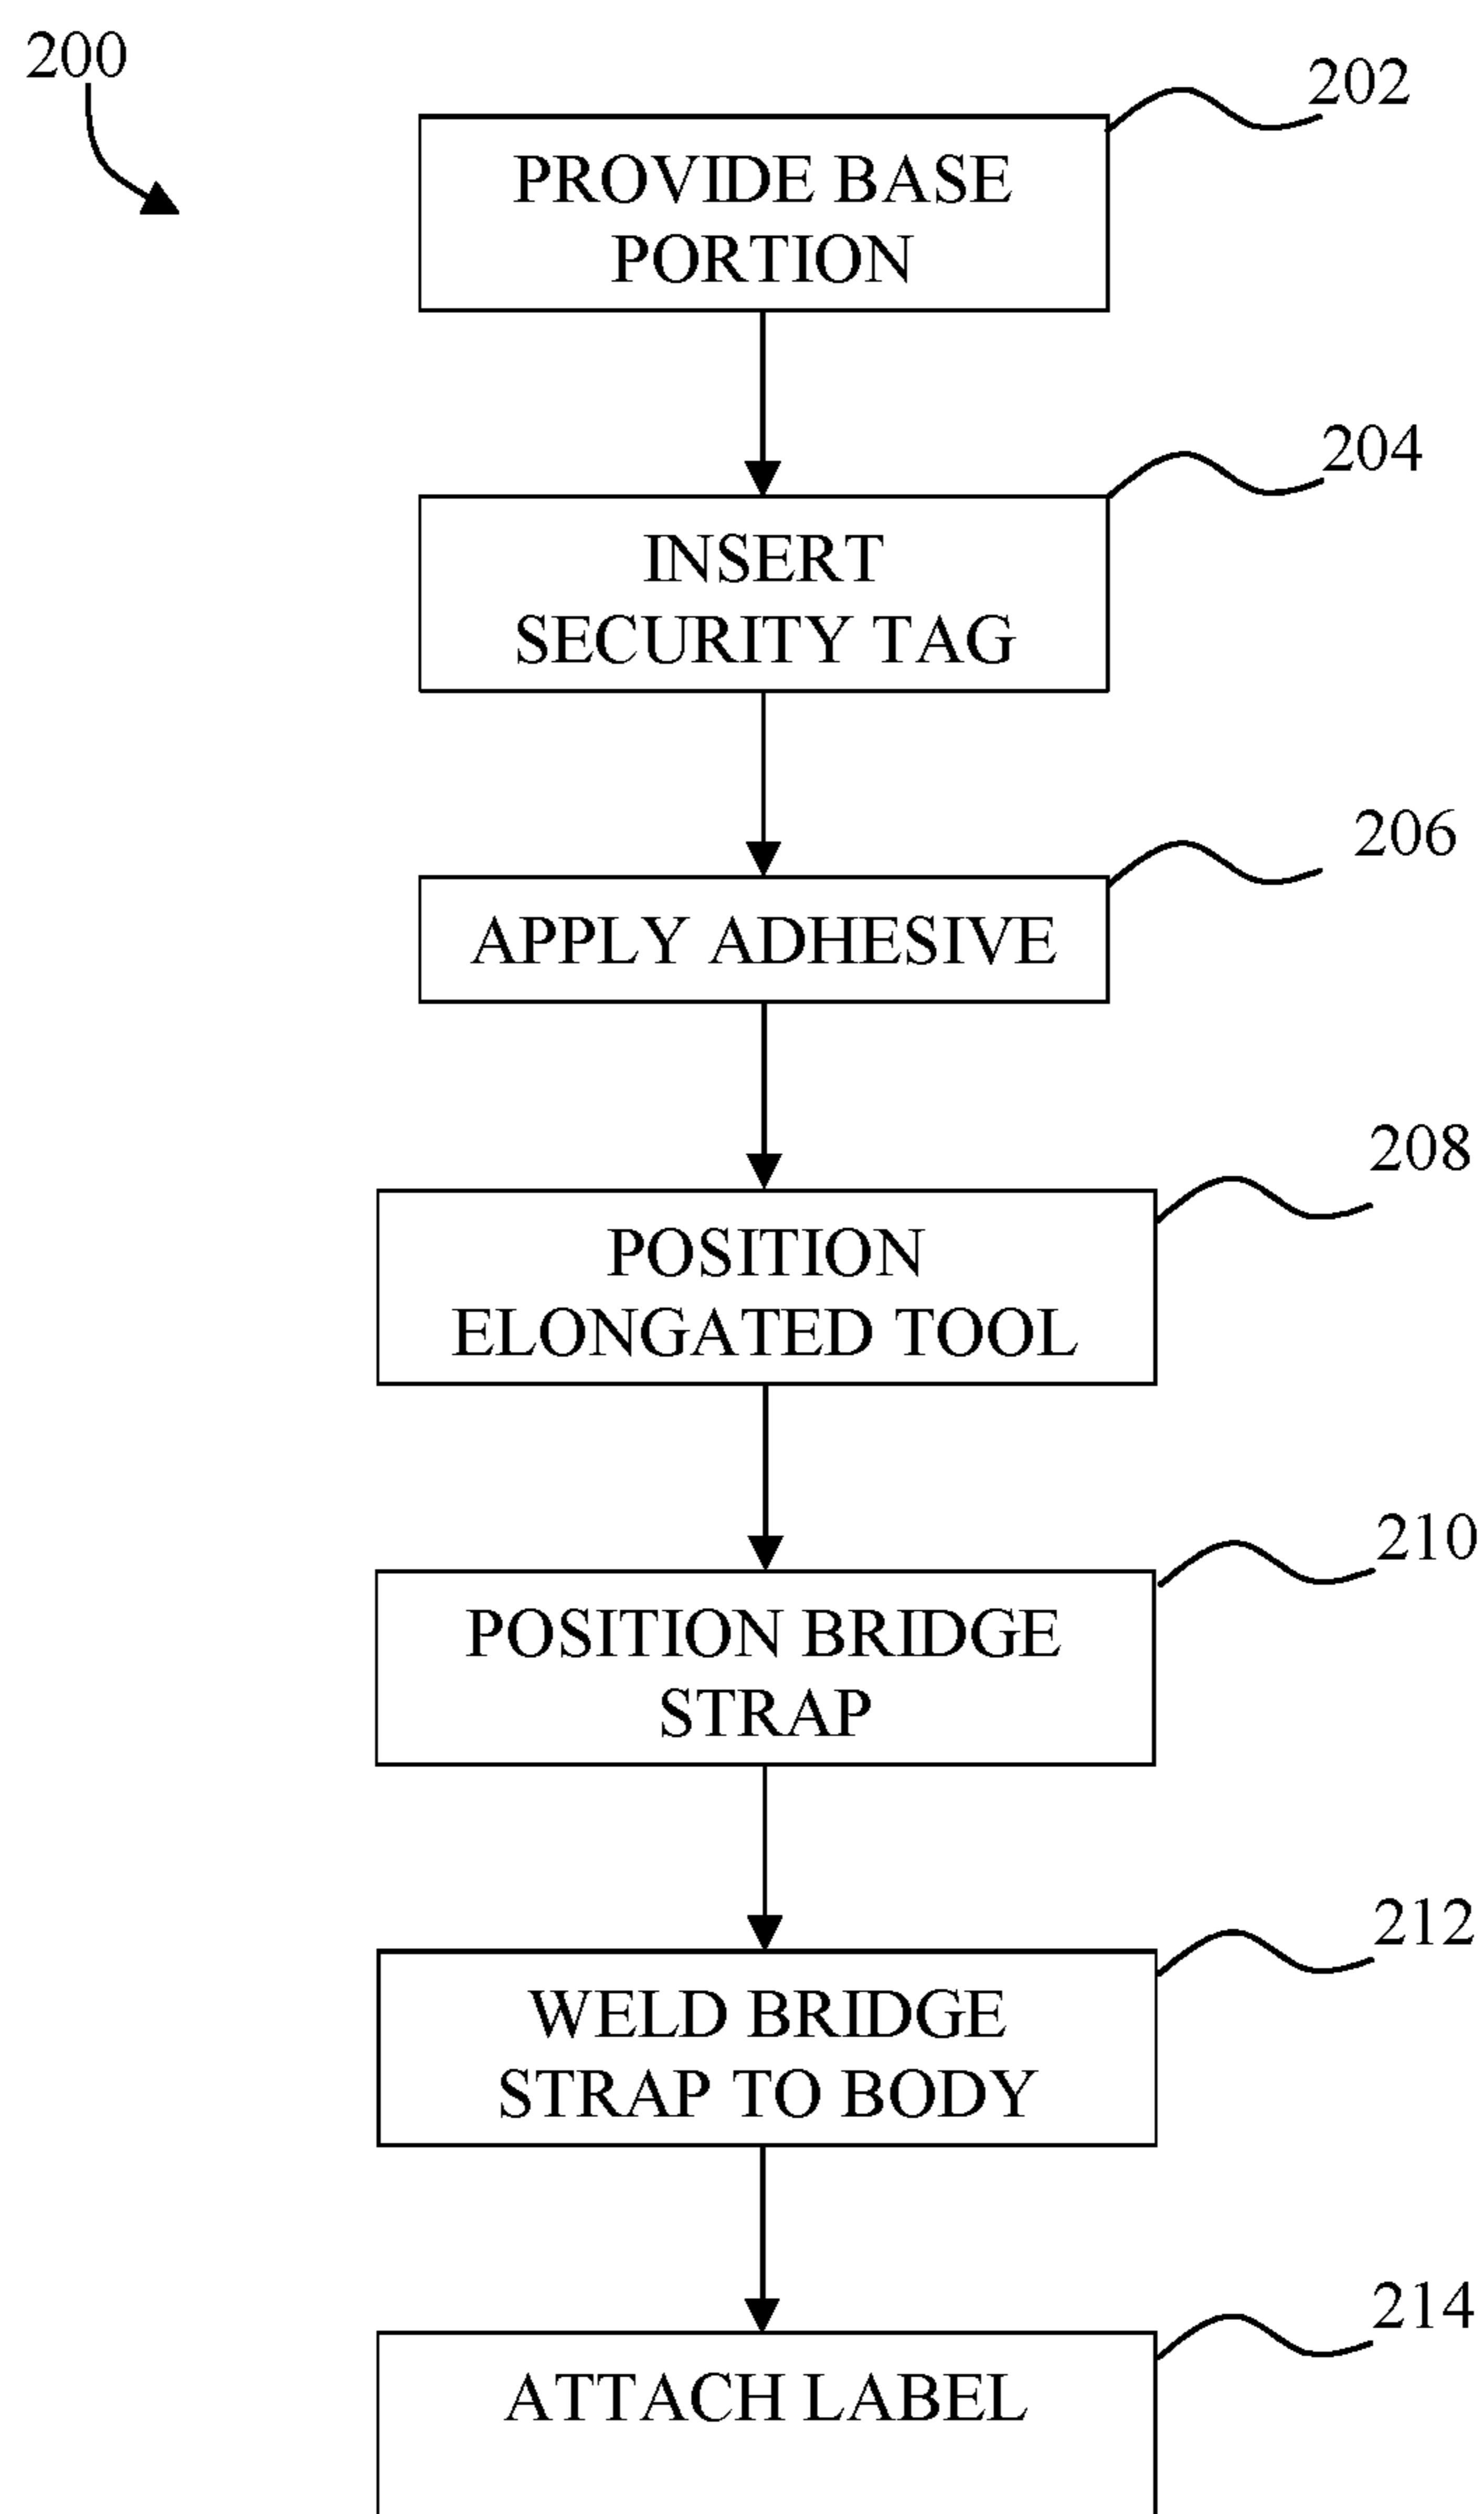 200
202
PROVIDE BASE
PORTION
204
INSERT
SECURITY TAG
206
APPLY ADHESIVE
208
POSITION
ELONGATED TOOL
210
POSITION BRIDGE
STRAP
212
WELD BRIDGE
STRAP TO BODY
214
ATTACH LABEL